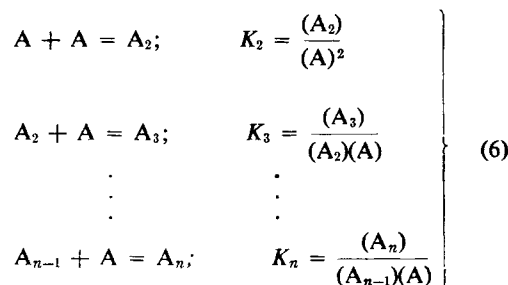 A + A = A₂; K₂ = (A₂)/(A)²
A₂ + A = A₃; K₃ = (A₃)/(A₂)(A)
⋮ ⋮
Aₙ₋₁ + A = Aₙ; Kₙ = (Aₙ)/(Aₙ₋₁)(A)
(6)